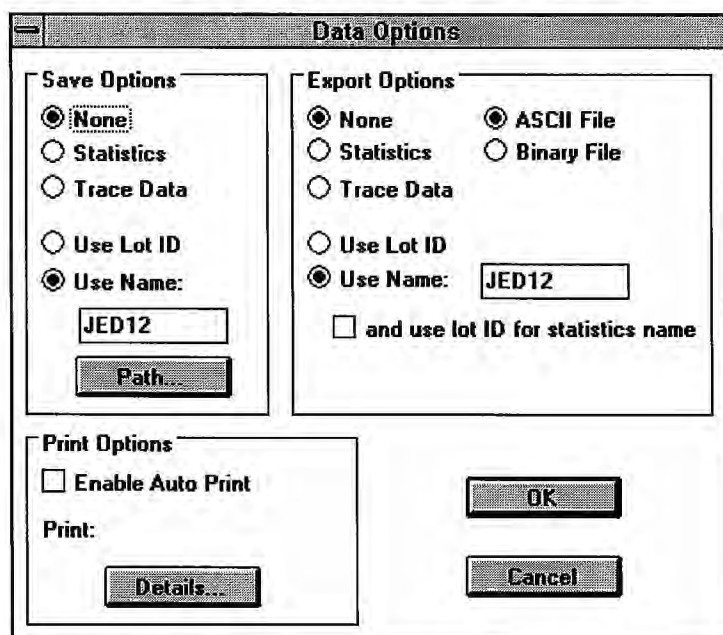 Data Options
Save Options
None
Statistics
Trace Data
Use Lot ID
Use Name:
JED12
Path...
Export Options
None
ASCII File
Statistics
Binary File
Trace Data
Use Lot ID
Use Name:
JED12
and use lot ID for statistics name
Print Options
Enable Auto Print
Print:
Details...
OK
Cancel